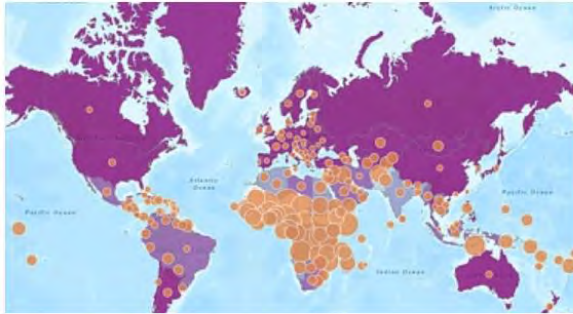 Arctic Ocean
Atlantic
Ocean
Pacific Ocean
Pacific Ocean
Indian Ocean